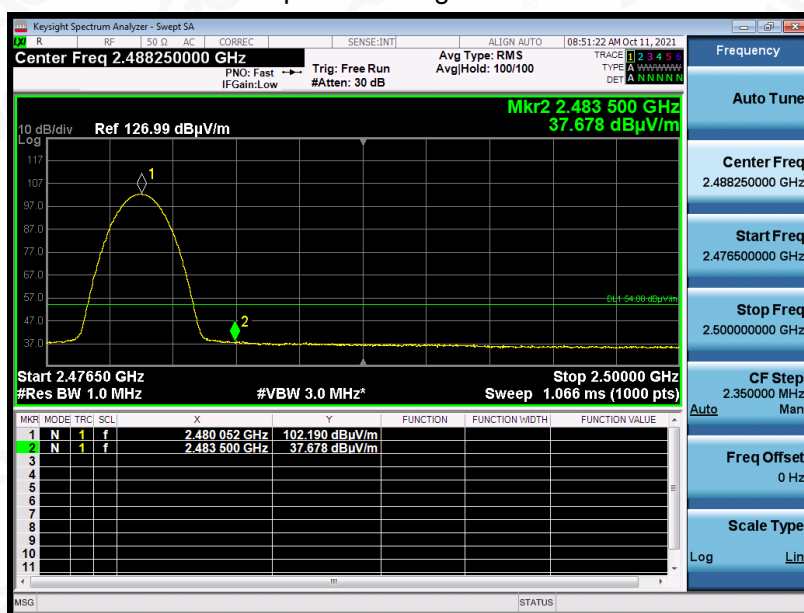 Keysight Spectrum Analyzer - Swept SA
LXI R RF 50 Ω AC CORREC SENSE:INT ALIGN AUTO 08:51:22 AM Oct 11, 2021
Center Freq 2.488250000 GHz
PNO: Fast
IFGain:Low
Trig: Free Run
#Atten: 30 dB
Avg Type: RMS
Avg|Hold: 100/100
TRACE 1 2 3 4 5 6
TYPE A WWWWW
DET A N N N N N
Mkr2 2.483 500 GHz
37.678 dBµV/m
10 dB/div Ref 126.99 dBµV/m
Log
117
107
97.0
87.0
77.0
67.0
57.0
47.0
37.0
1
2
DL1 54.00 dBµV/m
Start 2.47650 GHz Stop 2.50000 GHz
#Res BW 1.0 MHz #VBW 3.0 MHz* Sweep 1.066 ms (1000 pts)
MKR MODE TRC SCL X Y FUNCTION FUNCTION WIDTH FUNCTION VALUE
1 N 1 f 2.480 052 GHz 102.190 dBµV/m
2 N 1 f 2.483 500 GHz 37.678 dBµV/m
3
4
5
6
7
8
9
10
11
MSG STATUS
Frequency
Auto Tune
Center Freq
2.488250000 GHz
Start Freq
2.476500000 GHz
Stop Freq
2.500000000 GHz
CF Step
2.350000 MHz
Auto Man
Freq Offset
0 Hz
Scale Type
Log Lin